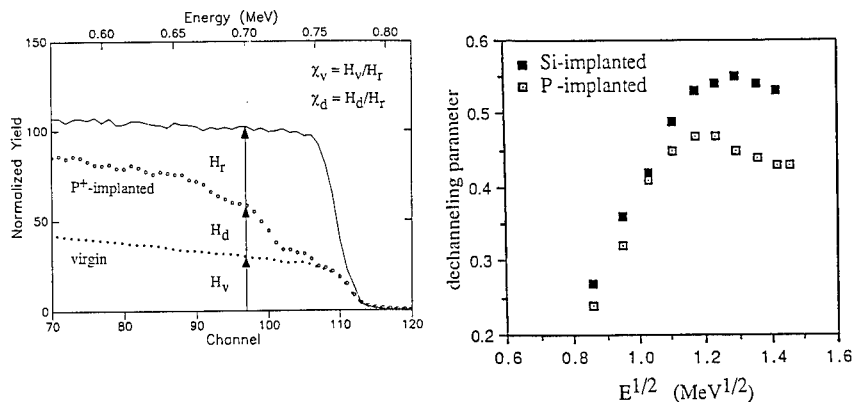 Energy (MeV)
0.60 0.65 0.70 0.75 0.80
150
100
50
0
Normalized Yield
χv = Hv/Hr
χd = Hd/Hr
Hr
P+-implanted
Hd
virgin
Hv
70 80 90 100 110 120
Channel
Si-implanted
P -implanted
0.6
0.5
0.4
0.3
0.2
dechanneling parameter
0.6 0.8 1.0 1.2 1.4 1.6
E1/2 (MeV1/2)